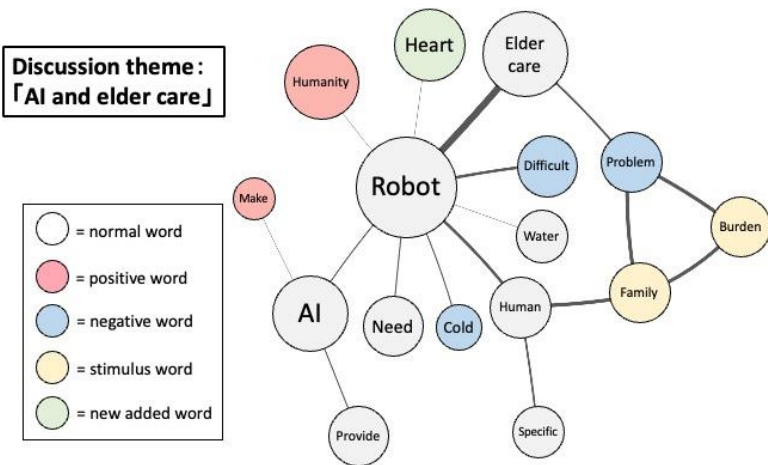 Discussion theme:
「AI and elder care」
Heart
Elder
care
Humanity
Robot
Difficult
Problem
Make
Water
Burden
AI
Need
Cold
Human
Family
Provide
Specific
= normal word
= positive word
= negative word
= stimulus word
= new added word